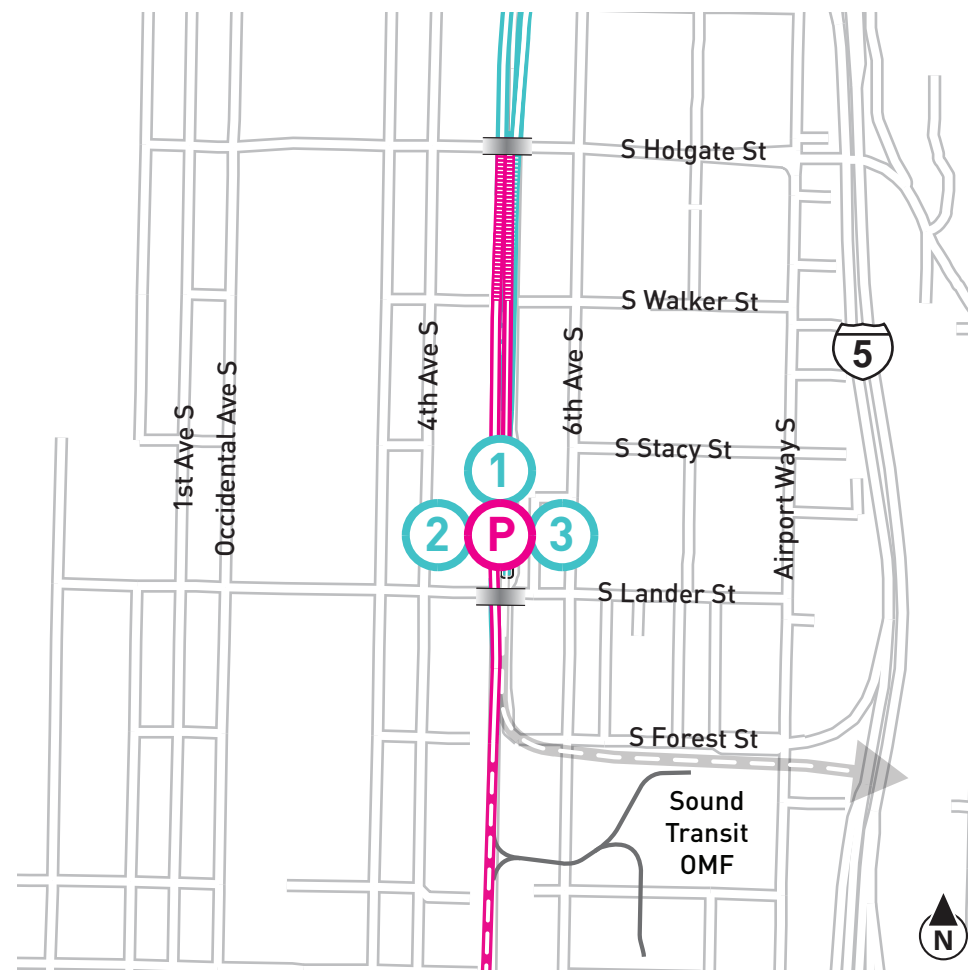 S Holgate St
S Walker St
5
4th Ave S
6th Ave S
1st Ave S
Occidental Ave S
S Stacy St
Airport Way S
1
2
P
3
S Lander St
S Forest St
Sound
Transit
OMF
N